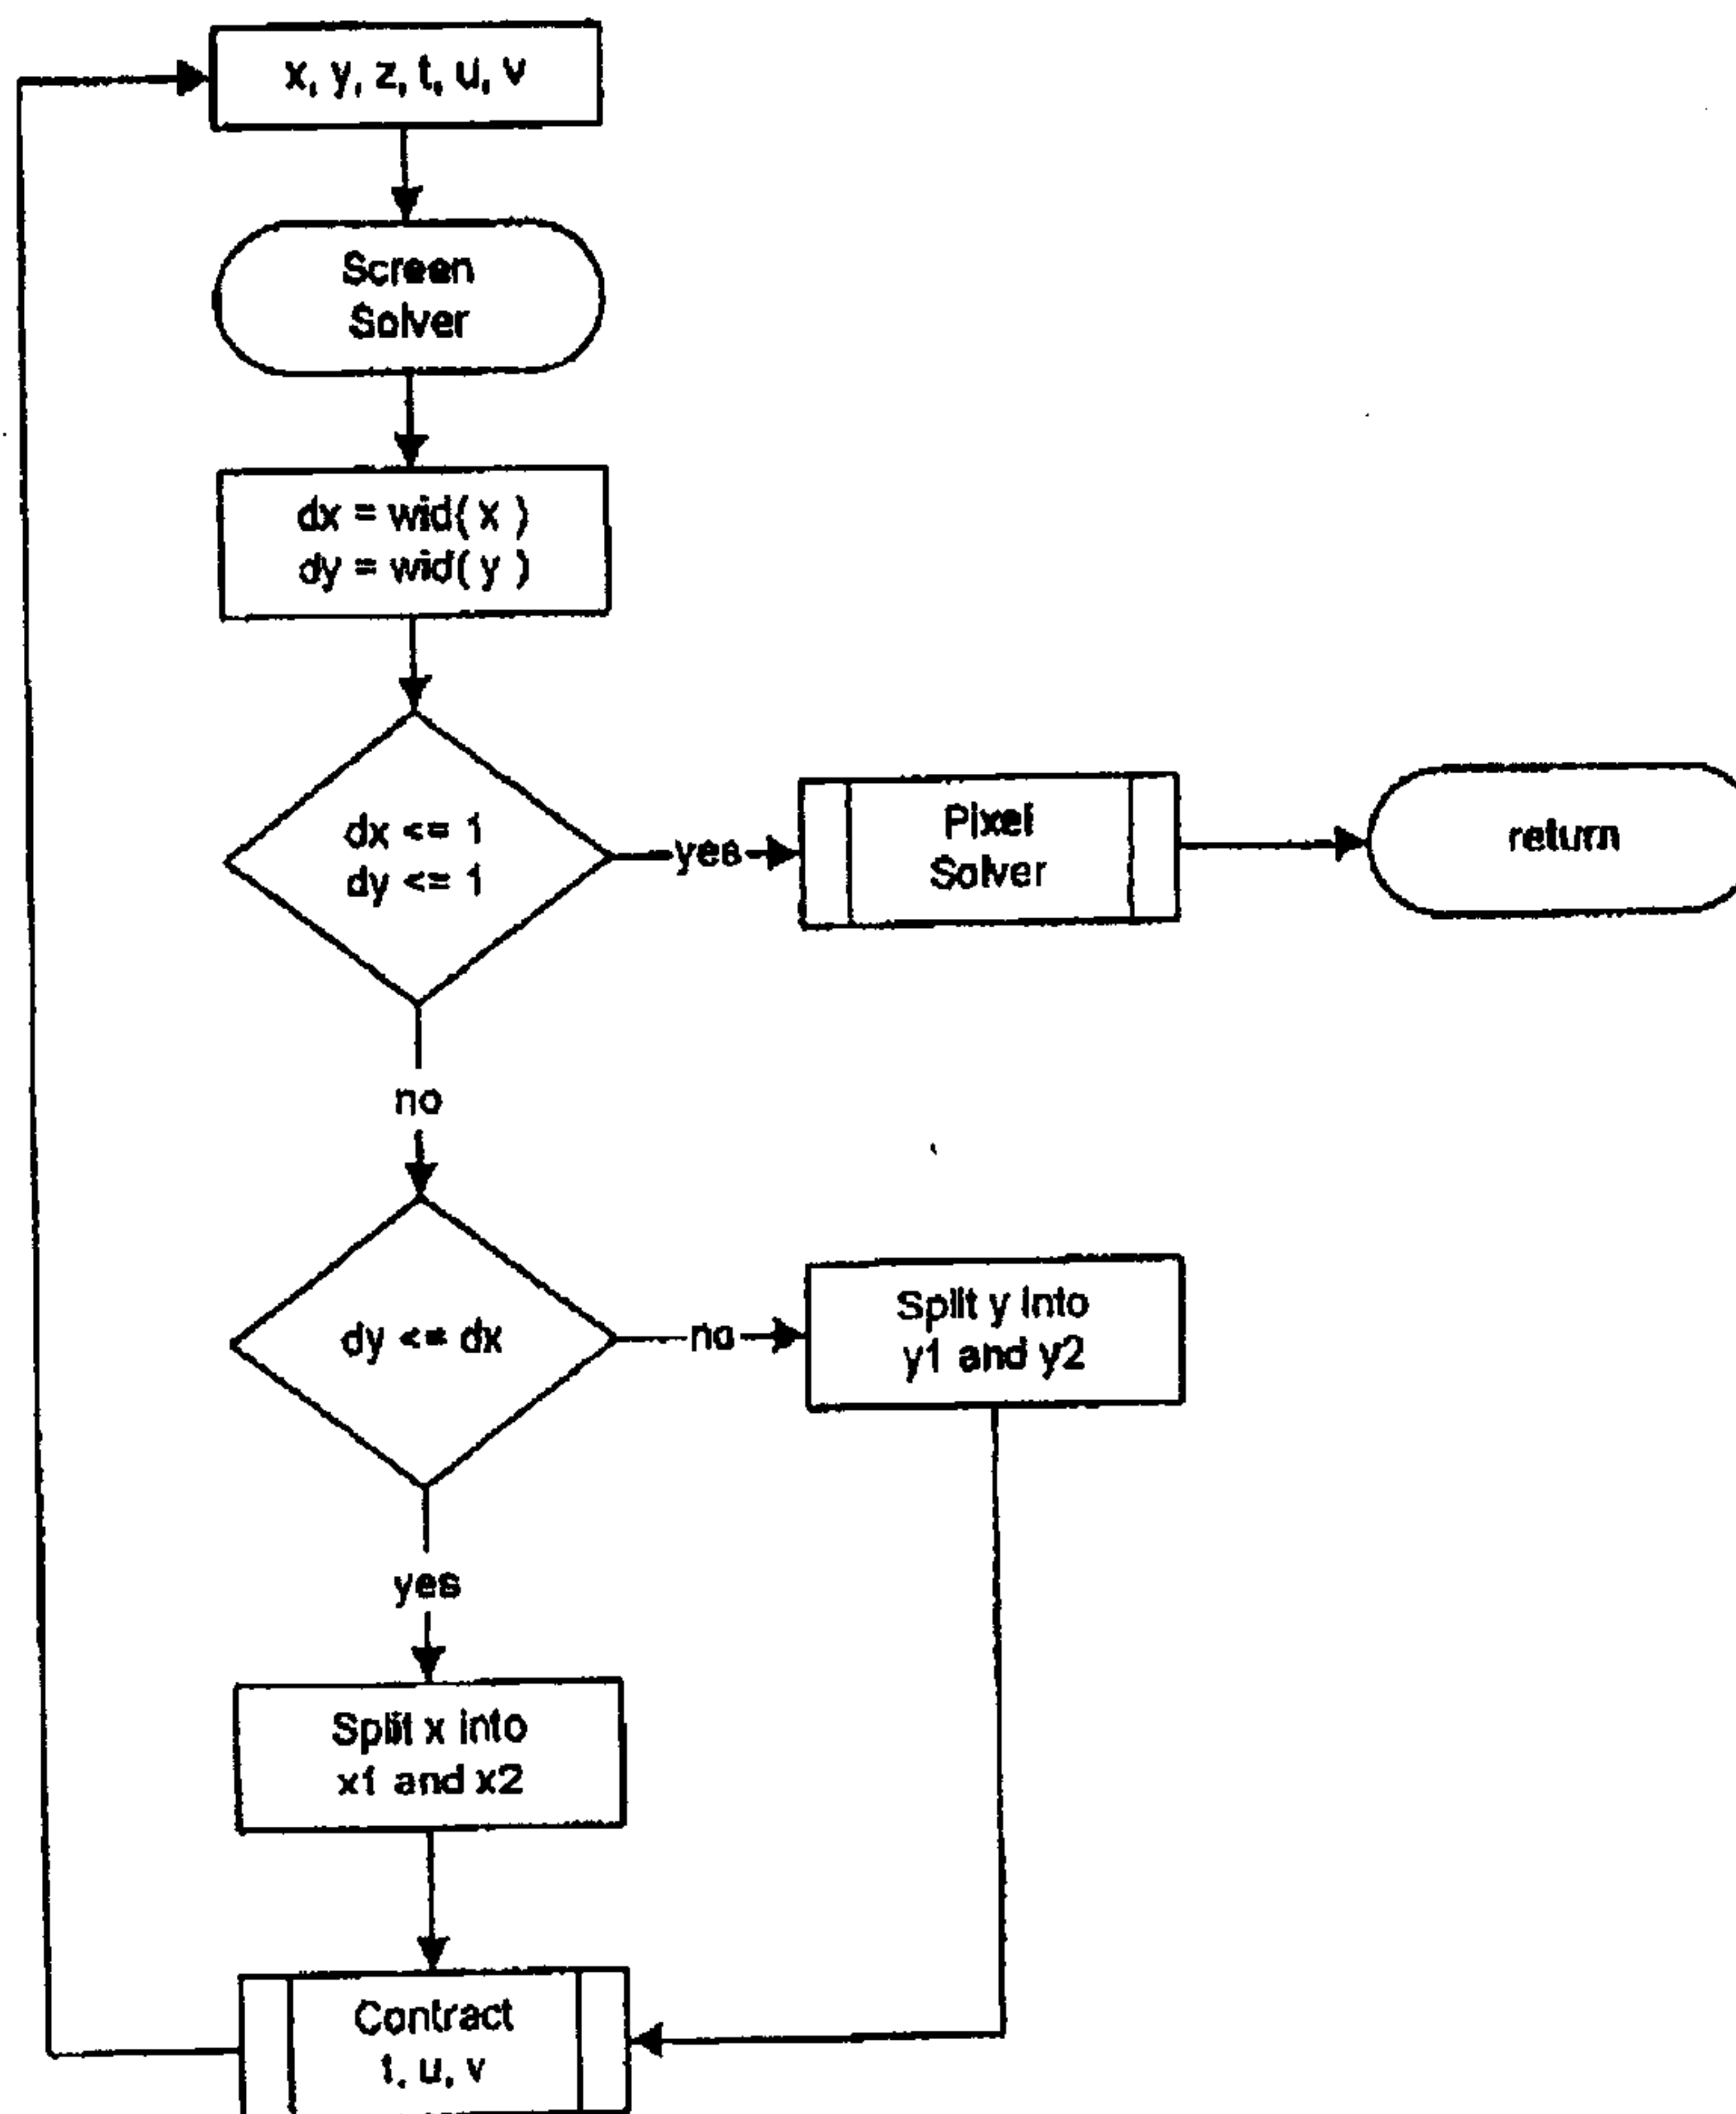 x, y, z, t, u, v
Screen
Solver
dx = wid( x )
dy = wid( y )
dx <= 1
dy <= 1
yes
Pixel
Solver
return
no
dy <= dx
no
Split y into
y1 and y2
yes
Split x into
x1 and x2
Contract
t, u, v